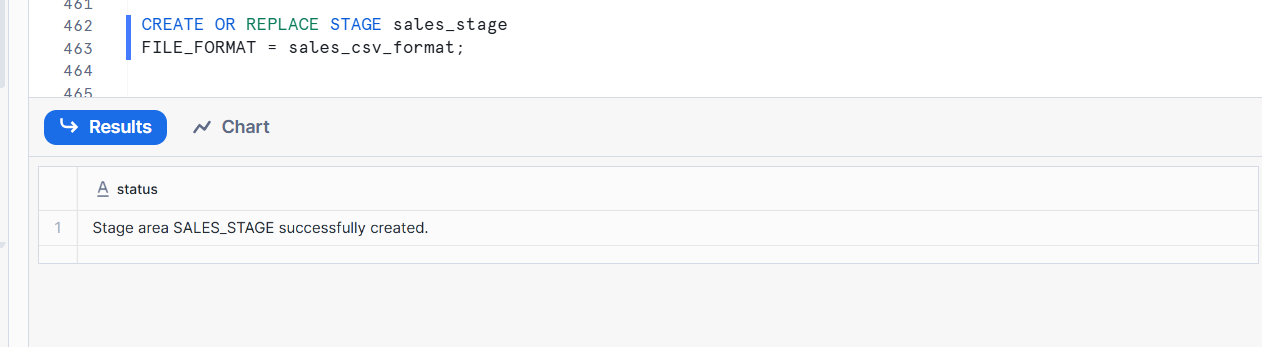 461
462 CREATE OR REPLACE STAGE sales_stage
463 FILE_FORMAT = sales_csv_format;
464
465
Results Chart
A status
1 Stage area SALES_STAGE successfully created.